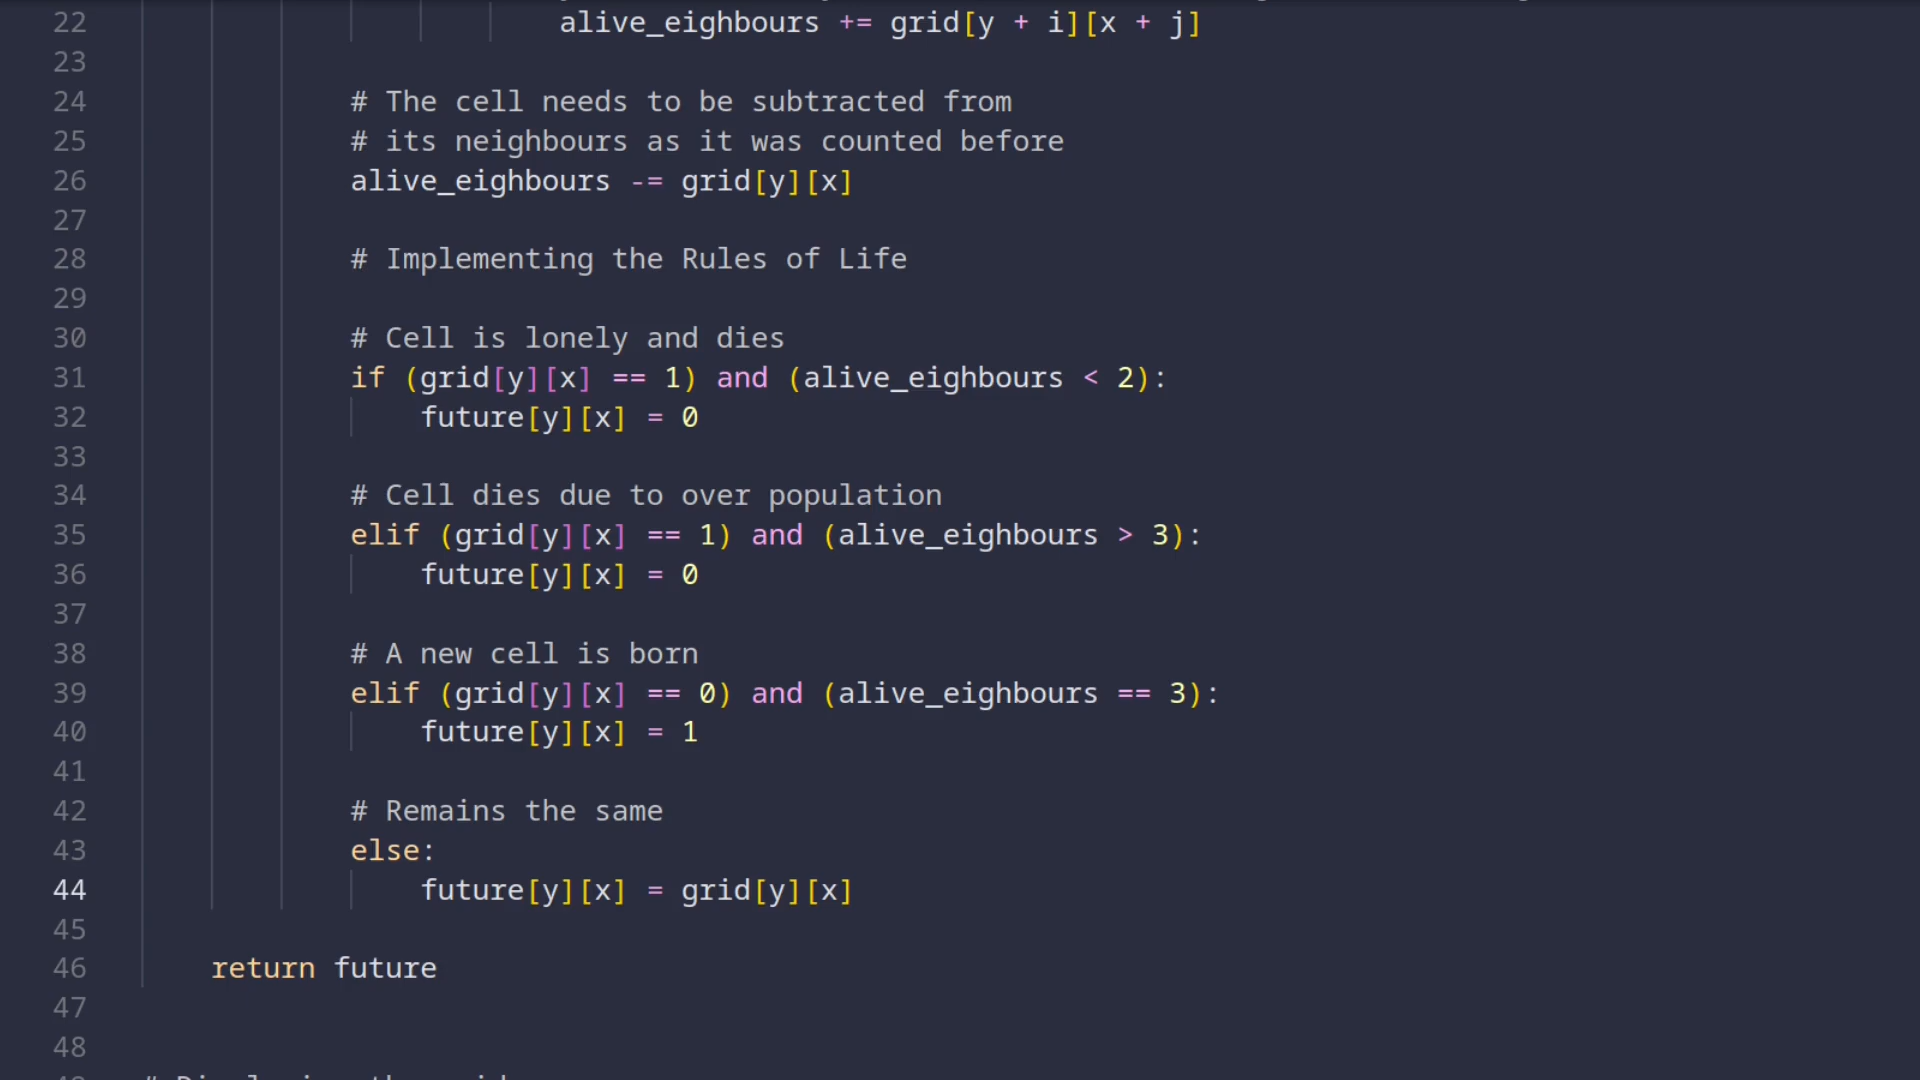 22 alive_eighbours += grid[y + i][x + j]
23
24 # The cell needs to be subtracted from
25 # its neighbours as it was counted before
26 alive_eighbours -= grid[y][x]
27
28 # Implementing the Rules of Life
29
30 # Cell is lonely and dies
31 if (grid[y][x] == 1) and (alive_eighbours < 2):
32 future[y][x] = 0
33
34 # Cell dies due to over population
35 elif (grid[y][x] == 1) and (alive_eighbours > 3):
36 future[y][x] = 0
37
38 # A new cell is born
39 elif (grid[y][x] == 0) and (alive_eighbours == 3):
40 future[y][x] = 1
41
42 # Remains the same
43 else:
44 future[y][x] = grid[y][x]
45
46 return future
47
48